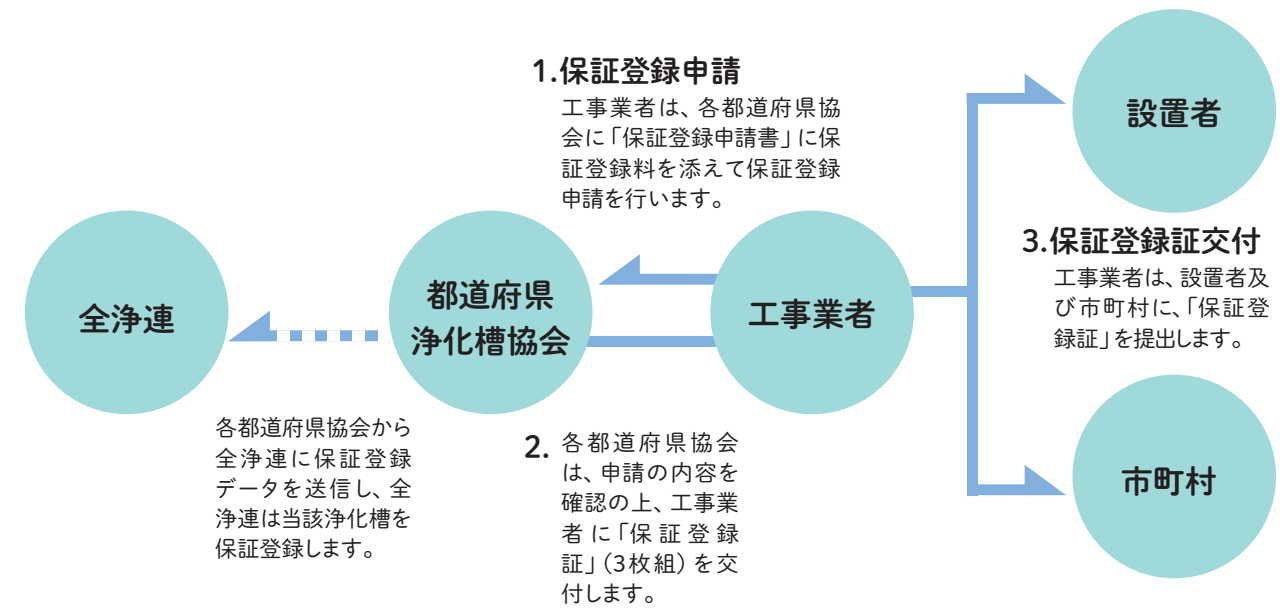 1.保証登録申請
工事業者は、各都道府県協
会に「保証登録申請書」に保
証登録料を添えて保証登録
申請を行います。
設置者
3.保証登録証交付
工事業者は、設置者及
び市町村に、「保証登
録証」を提出します。
全浄連
都道府県
浄化槽協会
工事業者
各都道府県協会から
全浄連に保証登録
データを送信し、全
浄連は当該浄化槽を
保証登録します。
2. 各都道府県協会
は、申請の内容を
確認の上、工事業
者に「保証登録
証」(3枚組)を交
付します。
市町村